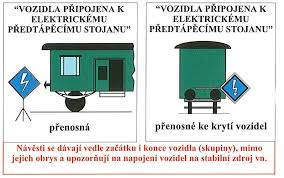 "VOZIDLA PŘIPOJENA K
ELEKTRICKÉMU
PŘEDTÁPĚCÍMU STOJANU"
přenosná
"VOZIDLA PŘIPOJENA K
ELEKTRICKÉMU
PŘEDTÁPĚCÍMU STOJANU"
přenosné ke krytí vozidel
Návěsti se dávají vedle začátku i konce vozidla (skupiny), mimo
jejich obrys a upozorňují na napojení vozidel na stabilní zdroj vn.